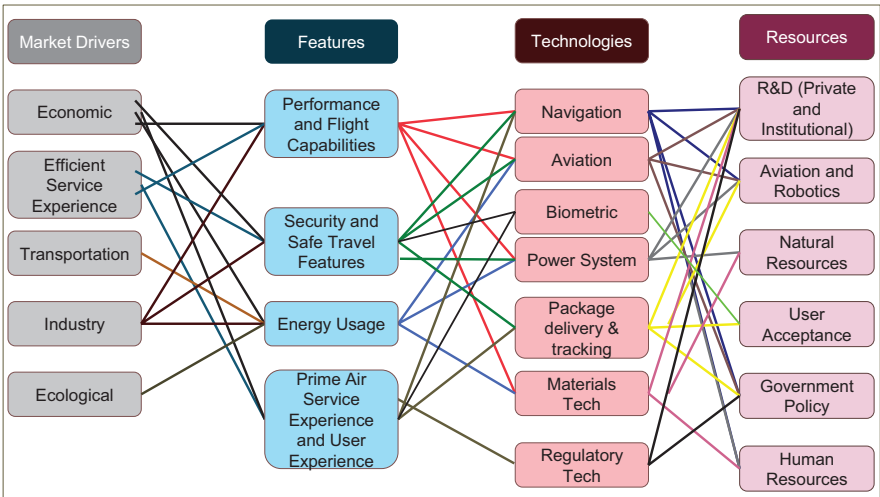 Market Drivers
Features
Technologies
Resources
Economic
Efficient
Service
Experience
Transportation
Industry
Ecological
Performance
and Flight
Capabilities
Security and
Safe Travel
Features
Energy Usage
Prime Air
Service
Experience
and User
Experience
Navigation
Aviation
Biometric
Power System
Package
delivery &
tracking
Materials
Tech
Regulatory
Tech
R&D (Private
and
Institutional)
Aviation and
Robotics
Natural
Resources
User
Acceptance
Government
Policy
Human
Resources